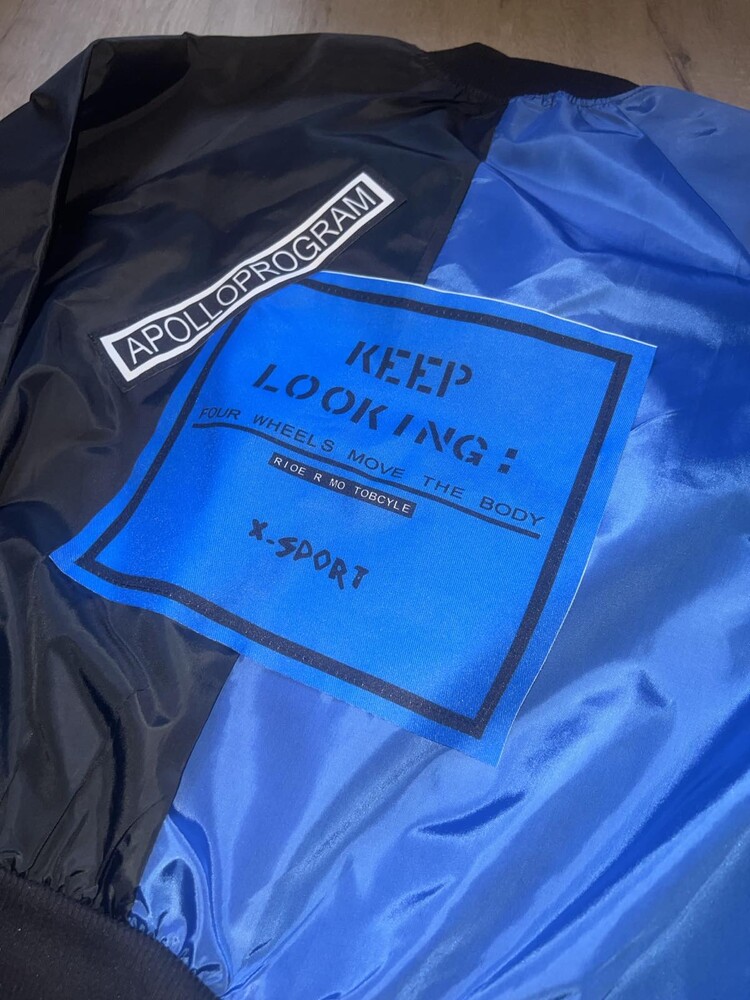 APOLLOPROGRAM
KEEP
LOOKING:
FOUR WHEELS MOVE THE BODY
RIOE R MO TOBCYLE
X-SPORT